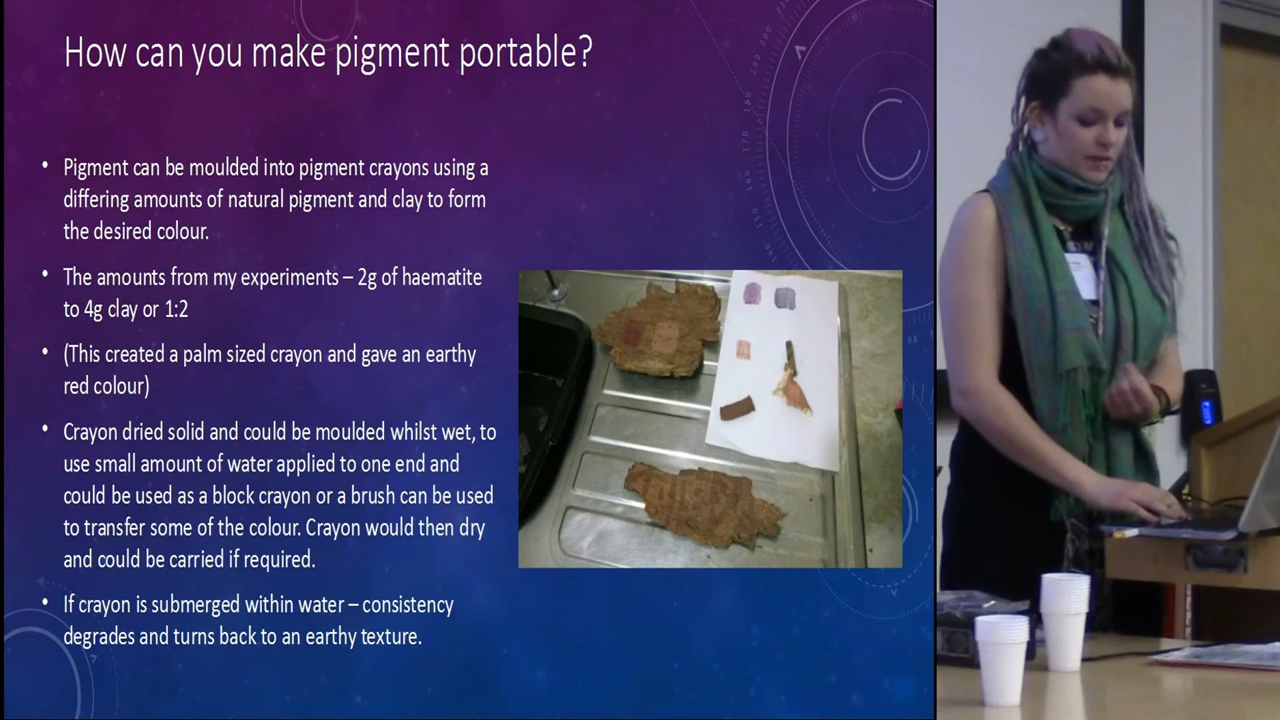 How can you make pigment portable?
• Pigment can be moulded into pigment crayons using a
differing amounts of natural pigment and clay to form
the desired colour.
• The amounts from my experiments – 2g of haematite
to 4g clay or 1:2
• (This created a palm sized crayon and gave an earthy
red colour)
• Crayon dried solid and could be moulded whilst wet, to
use small amount of water applied to one end and
could be used as a block crayon or a brush can be used
to transfer some of the colour. Crayon would then dry
and could be carried if required.
• If crayon is submerged within water – consistency
degrades and turns back to an earthy texture.